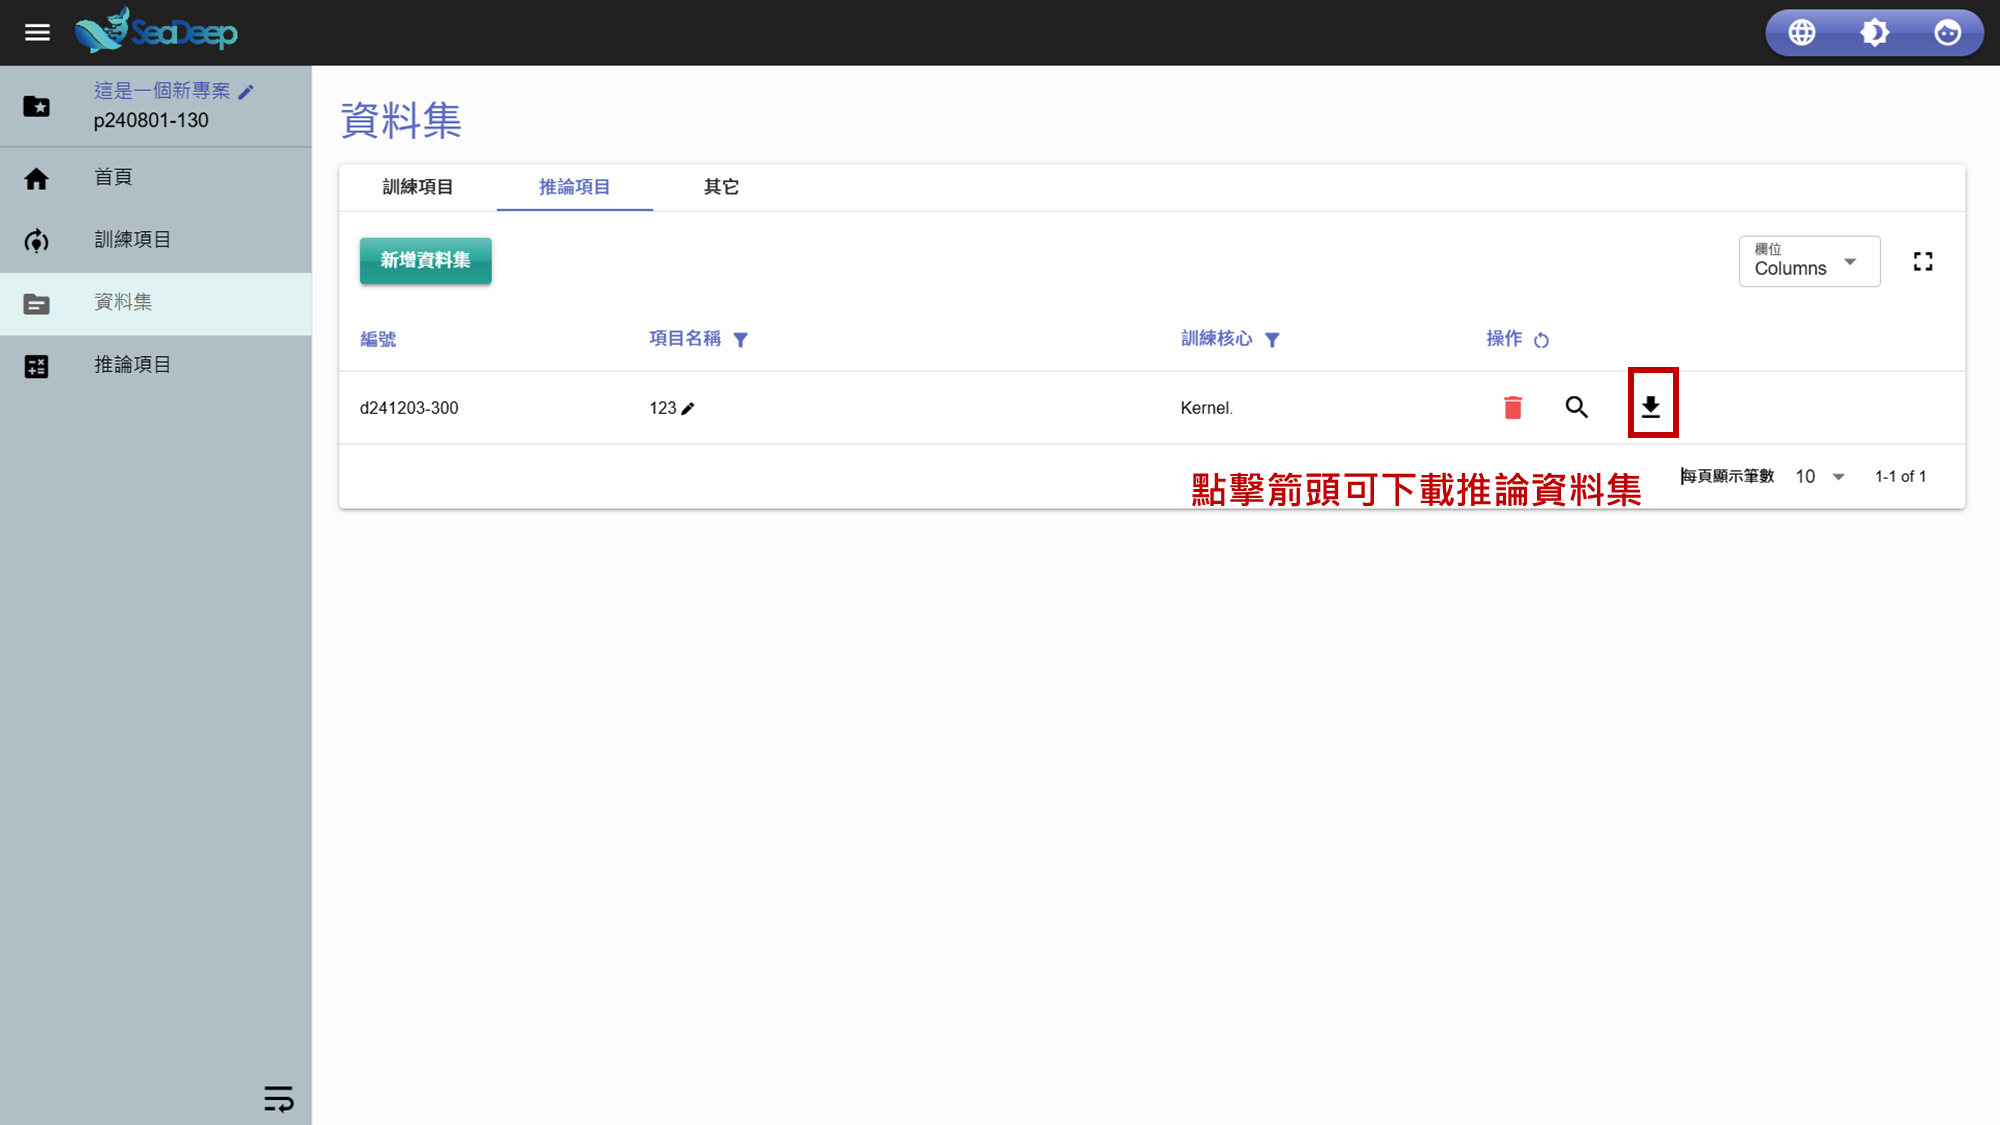 SeaDeep
這是一個新專案
p240801-130
首頁
訓練項目
資料集
推論項目
資料集
訓練項目 推論項目 其它
新增資料集
欄位
Columns
編號 項目名稱 訓練核心 操作
d241203-300 123 Kernel.
點擊箭頭可下載推論資料集
每頁顯示筆數 10 1-1 of 1